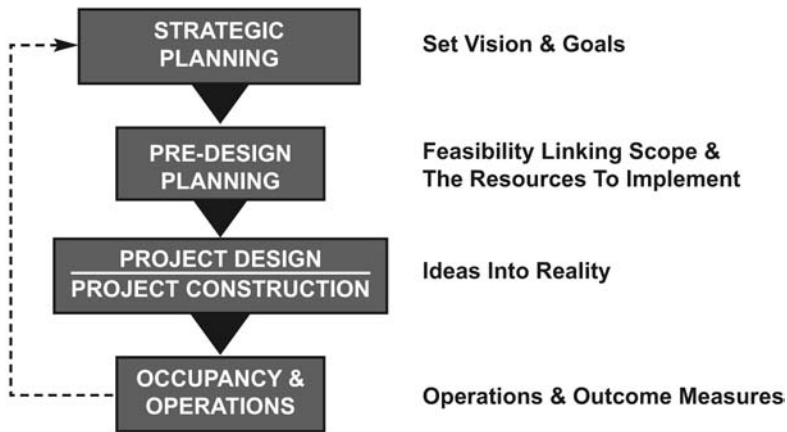 STRATEGIC
PLANNING
Set Vision & Goals
PRE-DESIGN
PLANNING
Feasibility Linking Scope &
The Resources To Implement
PROJECT DESIGN
PROJECT CONSTRUCTION
Ideas Into Reality
OCCUPANCY &
OPERATIONS
Operations & Outcome Measures